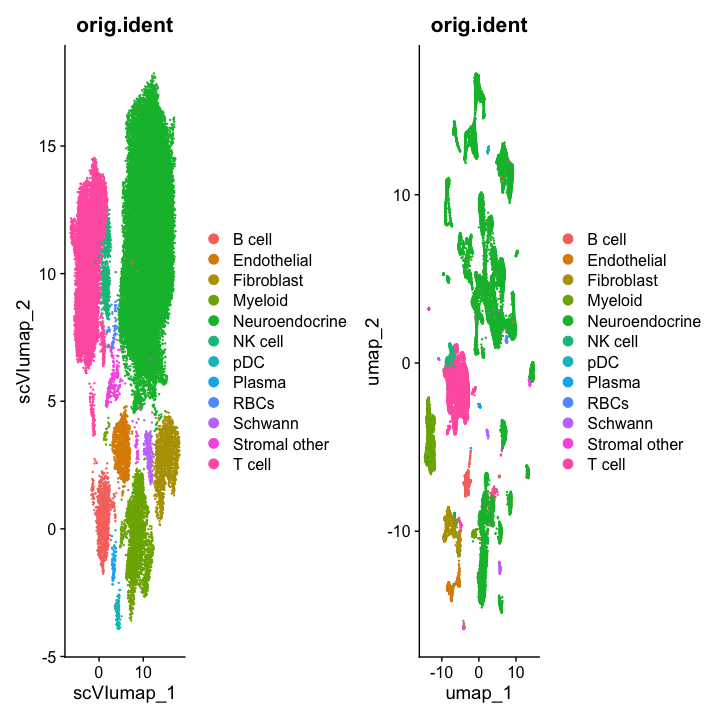 orig.ident
15
10
5
0
-5
0
10
scVIumap_1
scVIumap_2
B cell
Endothelial
Fibroblast
Myeloid
Neuroendocrine
NK cell
pDC
Plasma
RBCs
Schwann
Stromal other
T cell
orig.ident
10
0
-10
-10
0
10
umap_1
umap_2
B cell
Endothelial
Fibroblast
Myeloid
Neuroendocrine
NK cell
pDC
Plasma
RBCs
Schwann
Stromal other
T cell